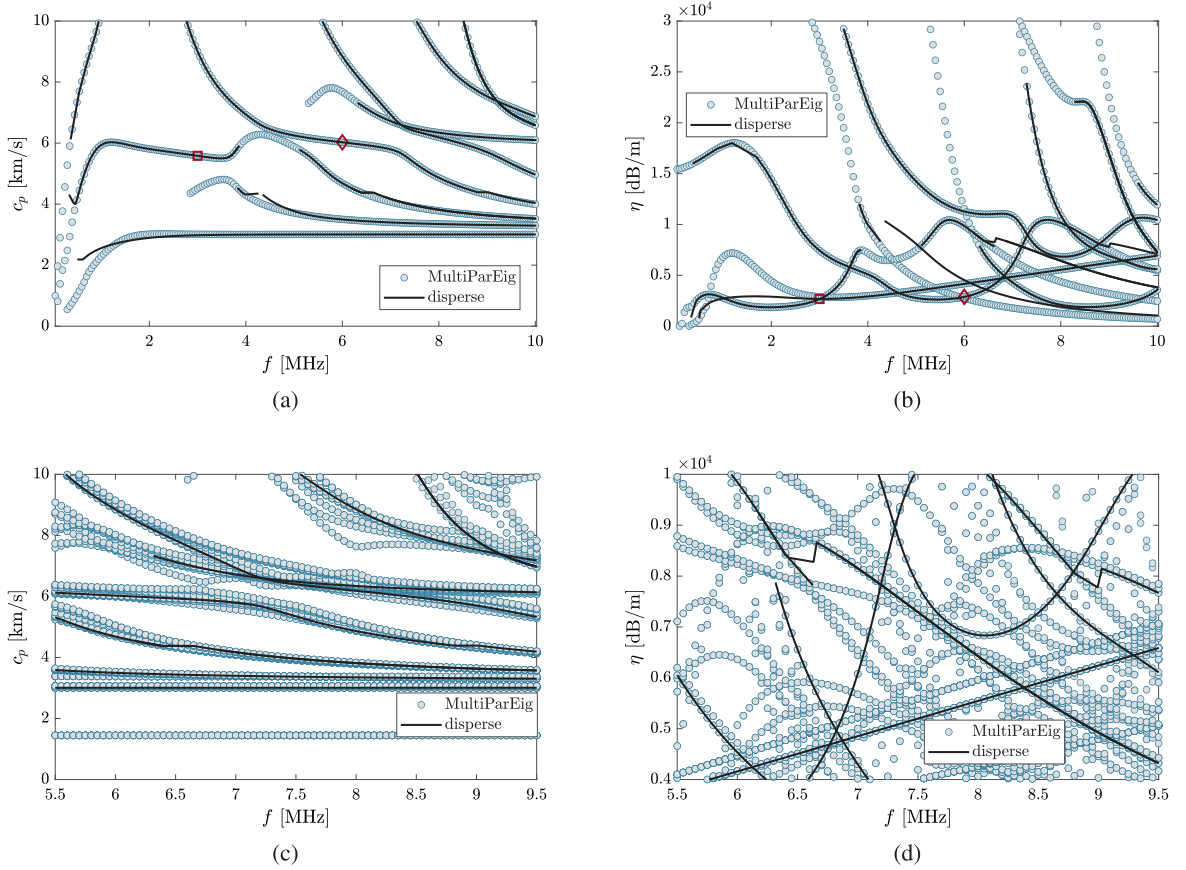 10
8
6
4
2
0
c_p [km/s]
2
4
6
8
10
f [MHz]
MultiParEig
disperse
(a)
×10⁴
3
2.5
2
1.5
1
0.5
0
η [dB/m]
2
4
6
8
10
f [MHz]
MultiParEig
disperse
(b)
10
8
6
4
2
0
c_p [km/s]
5.5
6
6.5
7
7.5
8
8.5
9
9.5
f [MHz]
MultiParEig
disperse
(c)
×10⁴
1
0.9
0.8
0.7
0.6
0.5
0.4
η [dB/m]
5.5
6
6.5
7
7.5
8
8.5
9
9.5
f [MHz]
MultiParEig
disperse
(d)